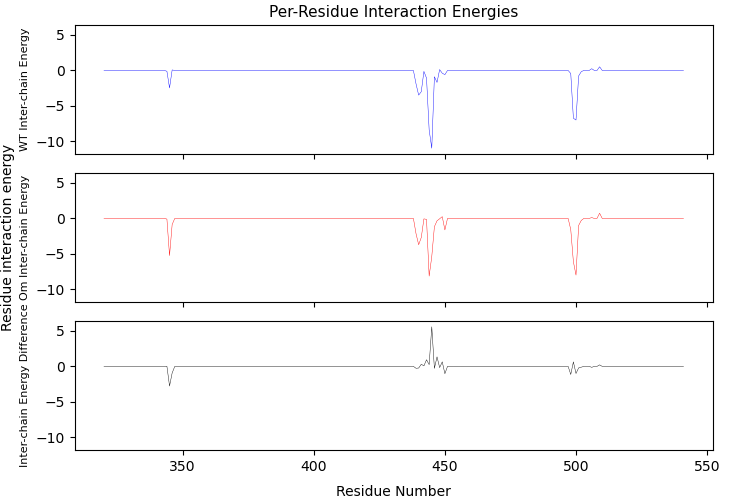 Per-Residue Interaction Energies
Residue interaction energy
WT Inter-chain Energy
5
0
−5
−10
Om Inter-chain Energy
5
0
−5
−10
Inter-chain Energy Difference
5
0
−5
−10
350
400
450
500
550
Residue Number